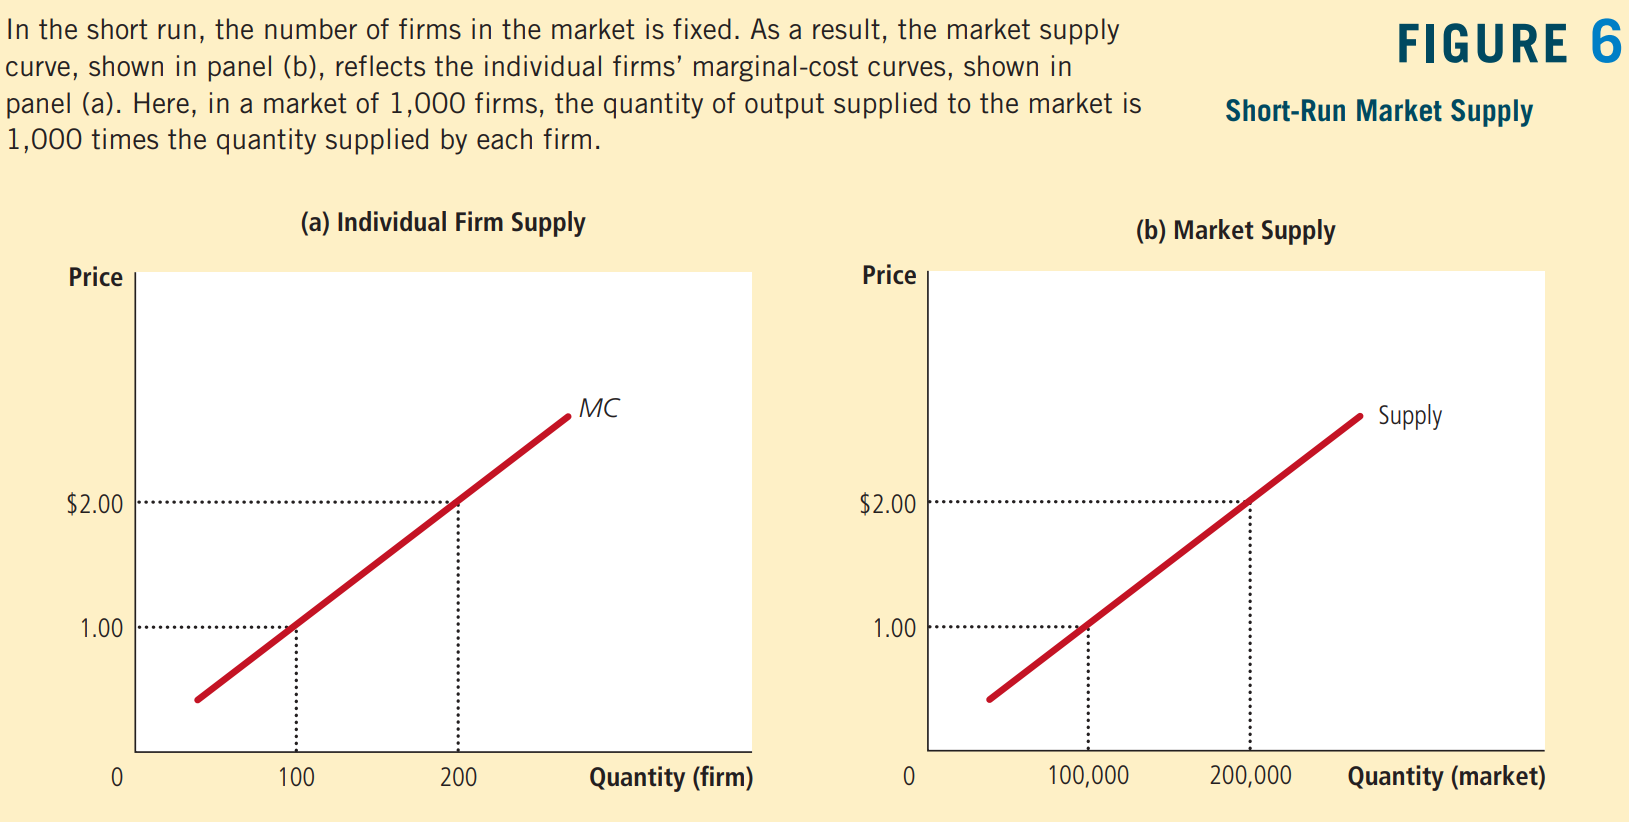 In the short run, the number of firms in the market is fixed. As a result, the market supply
curve, shown in panel (b), reflects the individual firms’ marginal-cost curves, shown in
panel (a). Here, in a market of 1,000 firms, the quantity of output supplied to the market is
1,000 times the quantity supplied by each firm.
FIGURE 6
Short-Run Market Supply
(a) Individual Firm Supply
Price
MC
$2.00
1.00
0
100
200
Quantity (firm)
(b) Market Supply
Price
Supply
$2.00
1.00
0
100,000
200,000
Quantity (market)